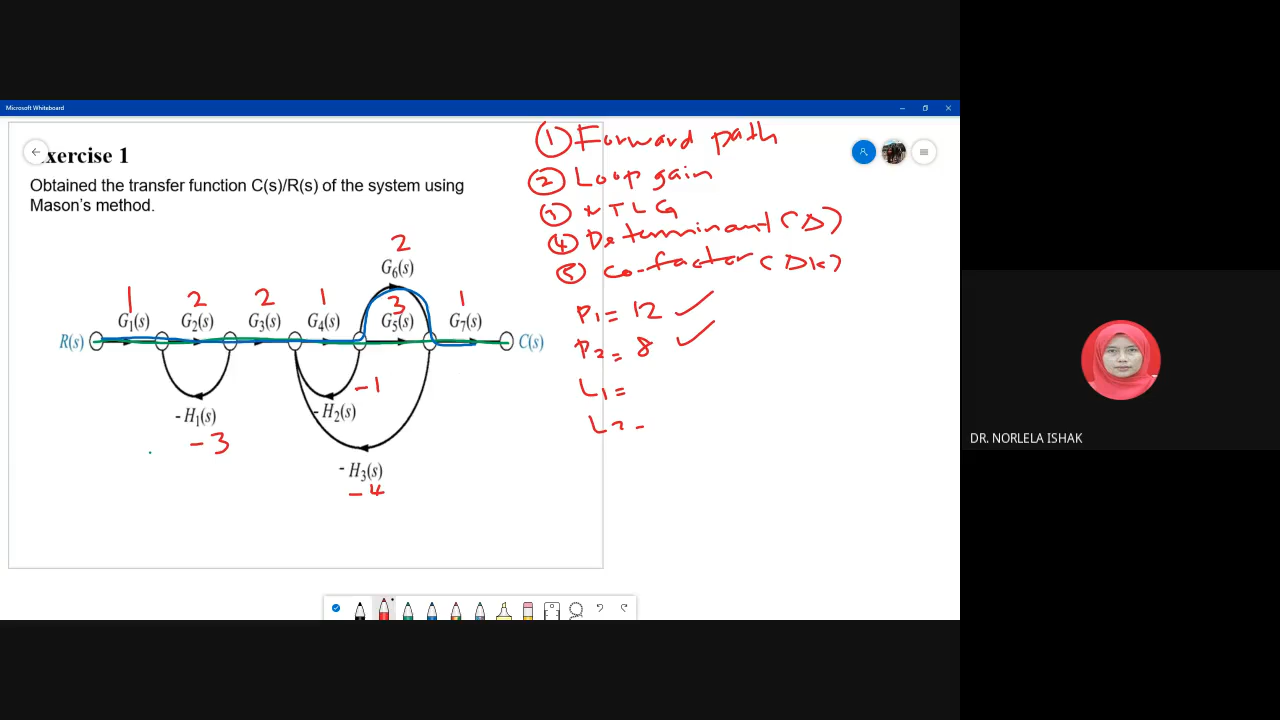 Microsoft Whiteboard
Exercise 1
Obtained the transfer function C(s)/R(s) of the system using
Mason's method.
① Forward path
② Loop gain
③ NTLG
④ Determinant (Δ)
⑤ Co-factor (ΔK)
P1 = 12 ✓
P2 = 8 ✓
L1 =
L2 -
2
G6(s)
1 2 2 1 3 1
G1(s) G2(s) G3(s) G4(s) G5(s) G7(s)
R(s) C(s)
-1
- H1(s) - H2(s)
-3
- H3(s)
-4
DR. NORLELA ISHAK